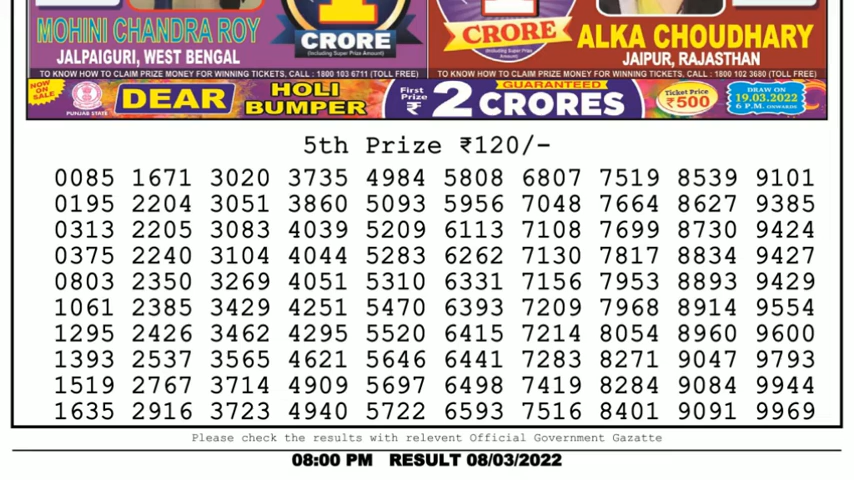 1
CRORE
(Including Super Prize Amount)
MOHINI CHANDRA ROY
JALPAIGURI, WEST BENGAL
TO KNOW HOW TO CLAIM PRIZE MONEY FOR WINNING TICKETS, CALL : 1800 103 6711 (TOLL FREE)
1
CRORE
(Including Super Prize Amount)
ALKA CHOUDHARY
JAIPUR, RAJASTHAN
TO KNOW HOW TO CLAIM PRIZE MONEY FOR WINNING TICKETS, CALL : 1800 102 3680 (TOLL FREE)
NOW ON SALE
PUNJAB STATE
DEAR
HOLI BUMPER
First Prize ₹
2 CRORES
GUARANTEED
Ticket Price ₹500
DRAW ON
19.03.2022
6 P.M. ONWARDS
5th Prize ₹120/-
0085 1671 3020 3735 4984 5808 6807 7519 8539 9101
0195 2204 3051 3860 5093 5956 7048 7664 8627 9385
0313 2205 3083 4039 5209 6113 7108 7699 8730 9424
0375 2240 3104 4044 5283 6262 7130 7817 8834 9427
0803 2350 3269 4051 5310 6331 7156 7953 8893 9429
1061 2385 3429 4251 5470 6393 7209 7968 8914 9554
1295 2426 3462 4295 5520 6415 7214 8054 8960 9600
1393 2537 3565 4621 5646 6441 7283 8271 9047 9793
1519 2767 3714 4909 5697 6498 7419 8284 9084 9944
1635 2916 3723 4940 5722 6593 7516 8401 9091 9969
Please check the results with relevent Official Government Gazatte
08:00 PM RESULT 08/03/2022